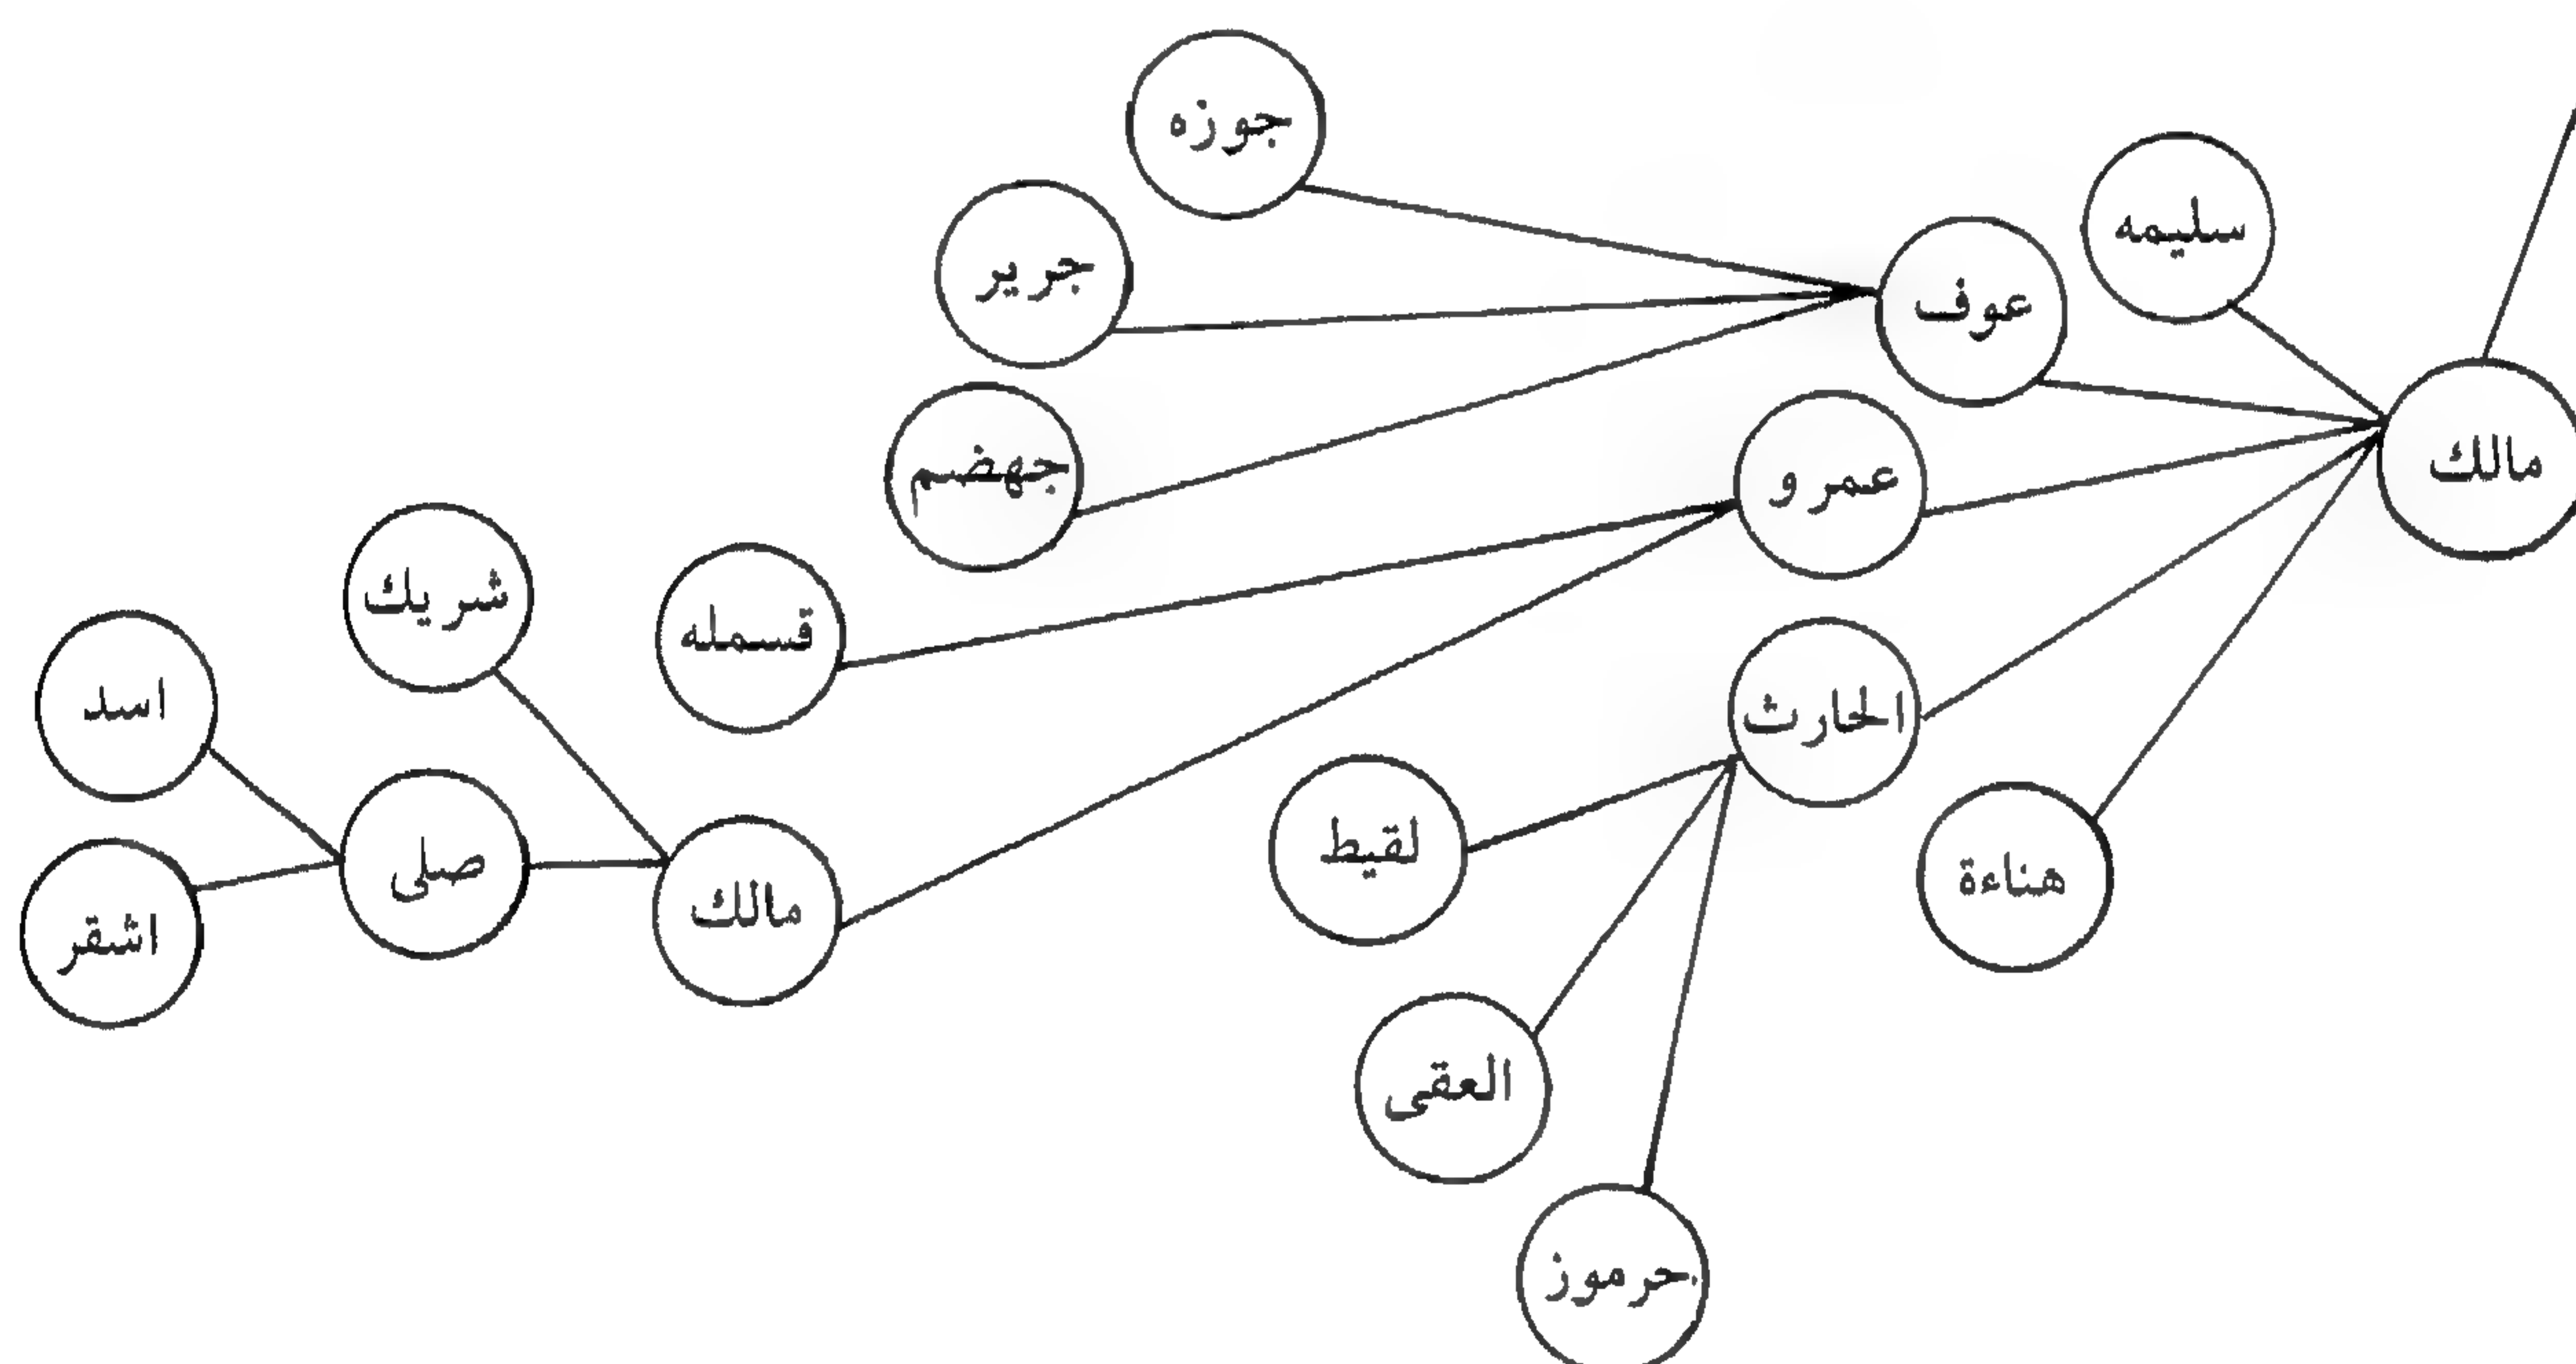 جوزه
سليمه
جرير
عوف
مالك
جهضم
عمرو
شريك
قسمله
اسد
الحارث
لقيط
هناءة
صلى
مالك
اشقر
العقى
حرموز